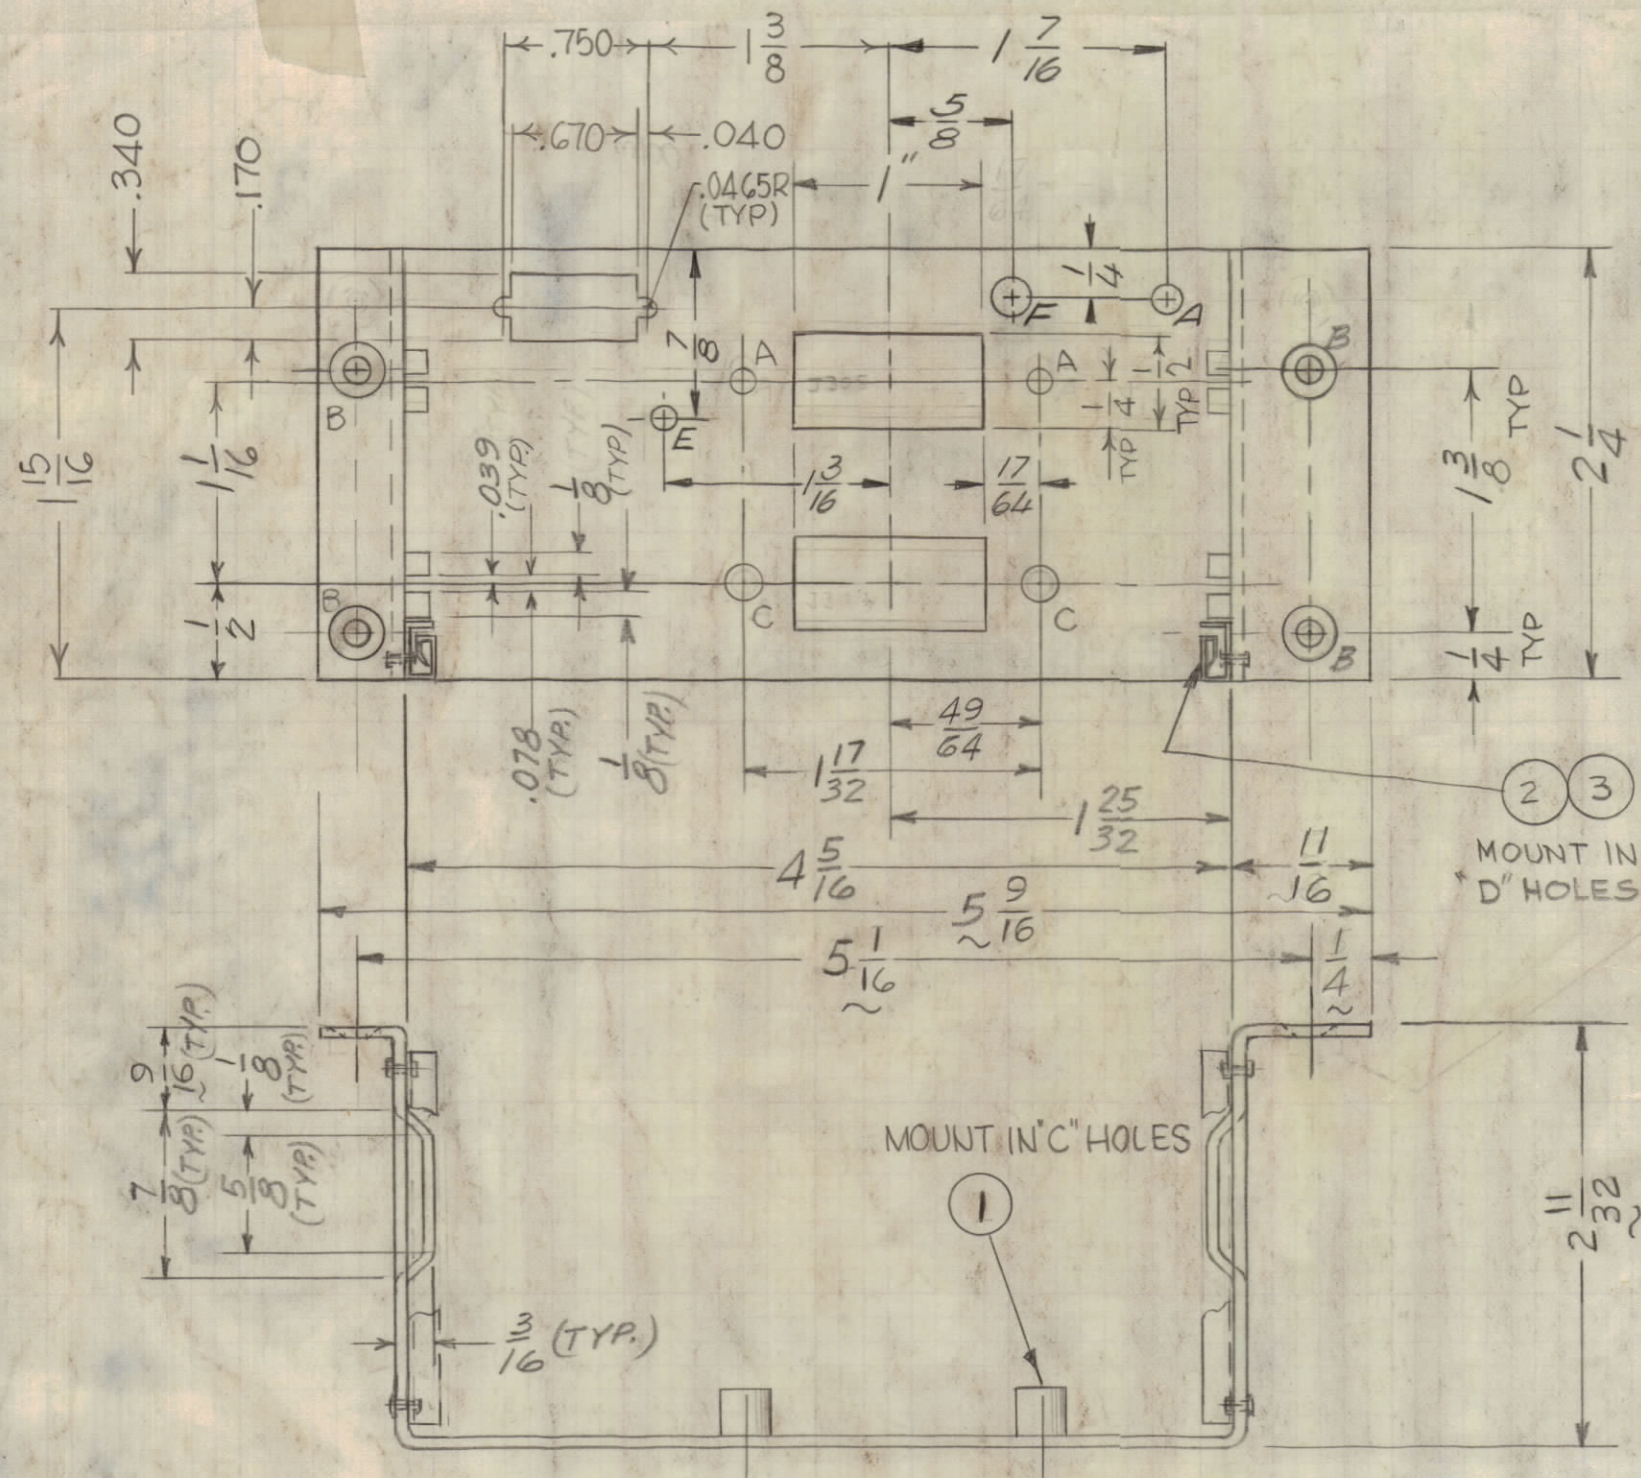 .750
1 3/8
1 7/16
.670
.040
5/8
.340
.170
.0465R
(TYP)
1"
1/4
F
A
7/8
A
A
1/2
TYP
1/4
TYP
B
B
E
1 15/16
1 1/16
.039
(TYP.)
1/8
(TYP.)
1 3/16
17/64
1 3/8
TYP
2 1/4
1/2
B
C
C
B
1/4
TYP
.078
(TYP.)
1/8 (TYP.)
49/64
1 17/32
1 25/32
2 3
MOUNT IN
"D" HOLES
4 5/16
11/16
~
5 9/16
~
5 1/16
~
1/4
~
9/16 (TYP.)
~
1/8
(TYP.)
7/8 (TYP.)
5/8
(TYP.)
MOUNT IN "C" HOLES
1
2 11/32
~
3/16 (TYP.)